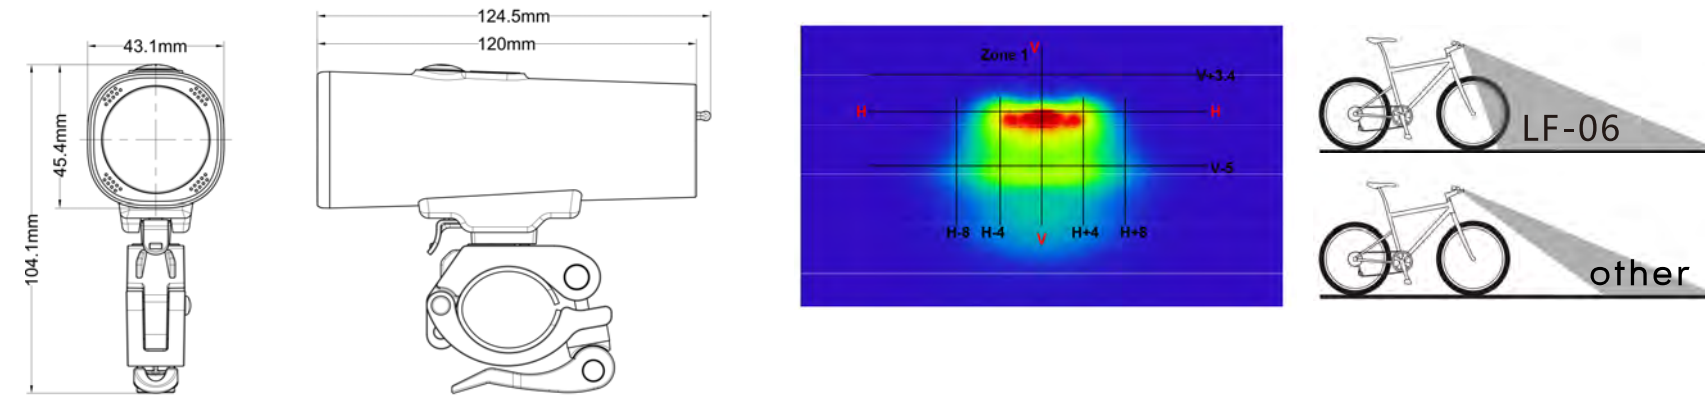 43.1mm
45.4mm
104.1mm
124.5mm
120mm
Zone 1
V
V+3.4
H
H
V-5
H-8
H-4
V
H+4
H+8
LF-06
other